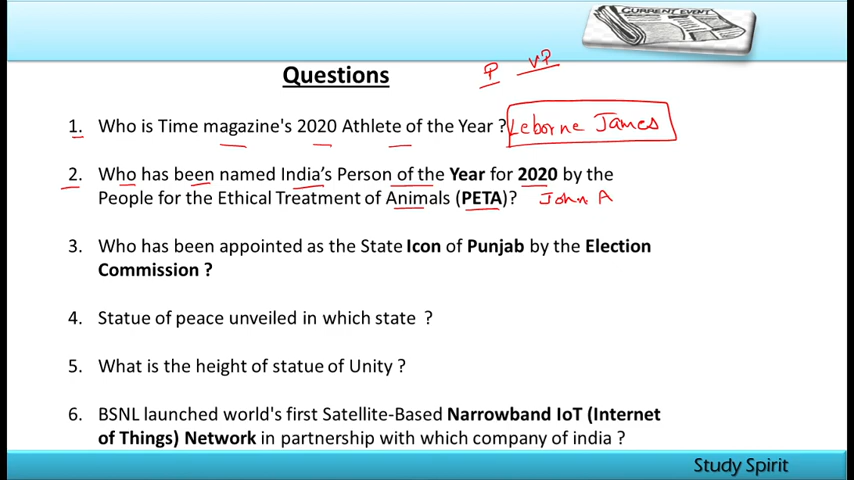 CURRENT EVENT
Questions
P VP
1. Who is Time magazine's 2020 Athlete of the Year ? Leborne James
2. Who has been named India's Person of the Year for 2020 by the
People for the Ethical Treatment of Animals (PETA)? John A
3. Who has been appointed as the State Icon of Punjab by the Election
Commission ?
4. Statue of peace unveiled in which state ?
5. What is the height of statue of Unity ?
6. BSNL launched world's first Satellite-Based Narrowband IoT (Internet
of Things) Network in partnership with which company of india ?
Study Spirit